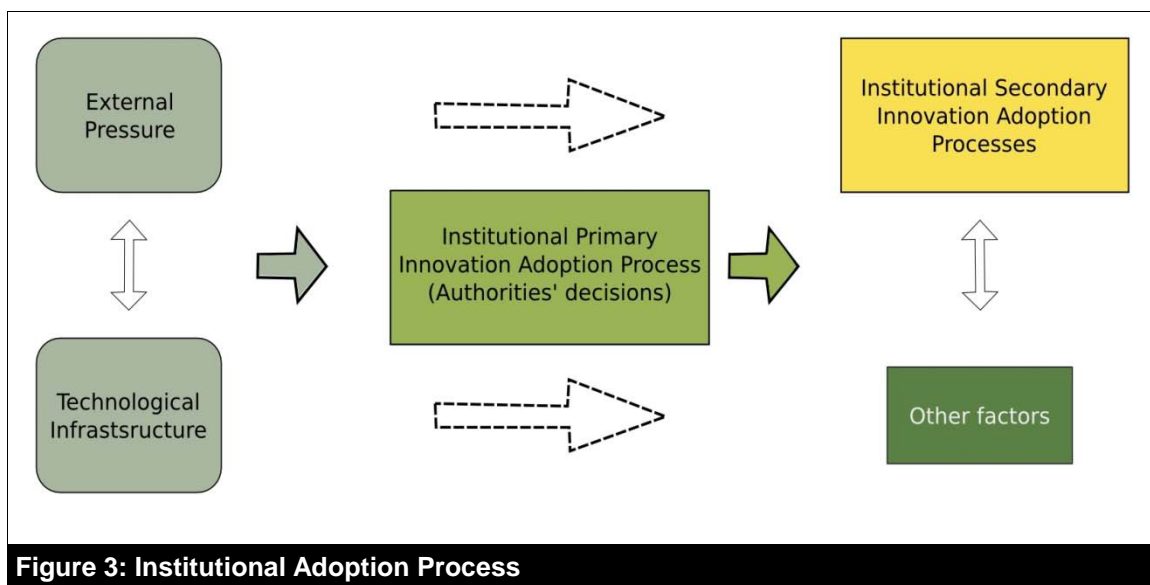 External
Pressure
Technological
Infrastsructure
Institutional Primary
Innovation Adoption Process
(Authorities' decisions)
Institutional Secondary
Innovation Adoption
Processes
Other factors
Figure 3: Institutional Adoption Process